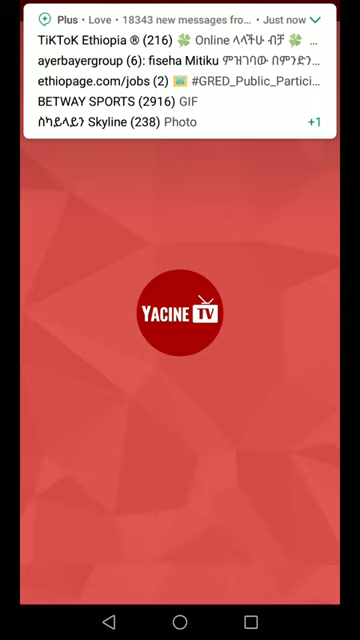 Plus • Love • 18343 new messages fro... • Just now
TiKToK Ethiopia ® (216) 🍀 Online ላላችሁ ብቻ 🍀 ...
ayerbayergroup (6): fiseha Mitiku ምዝገባው በምንድን...
ethiopage.com/jobs (2) #GRED_Public_Partici...
BETWAY SPORTS (2916) GIF
ስካይላይን Skyline (238) Photo +1
YACINE TV